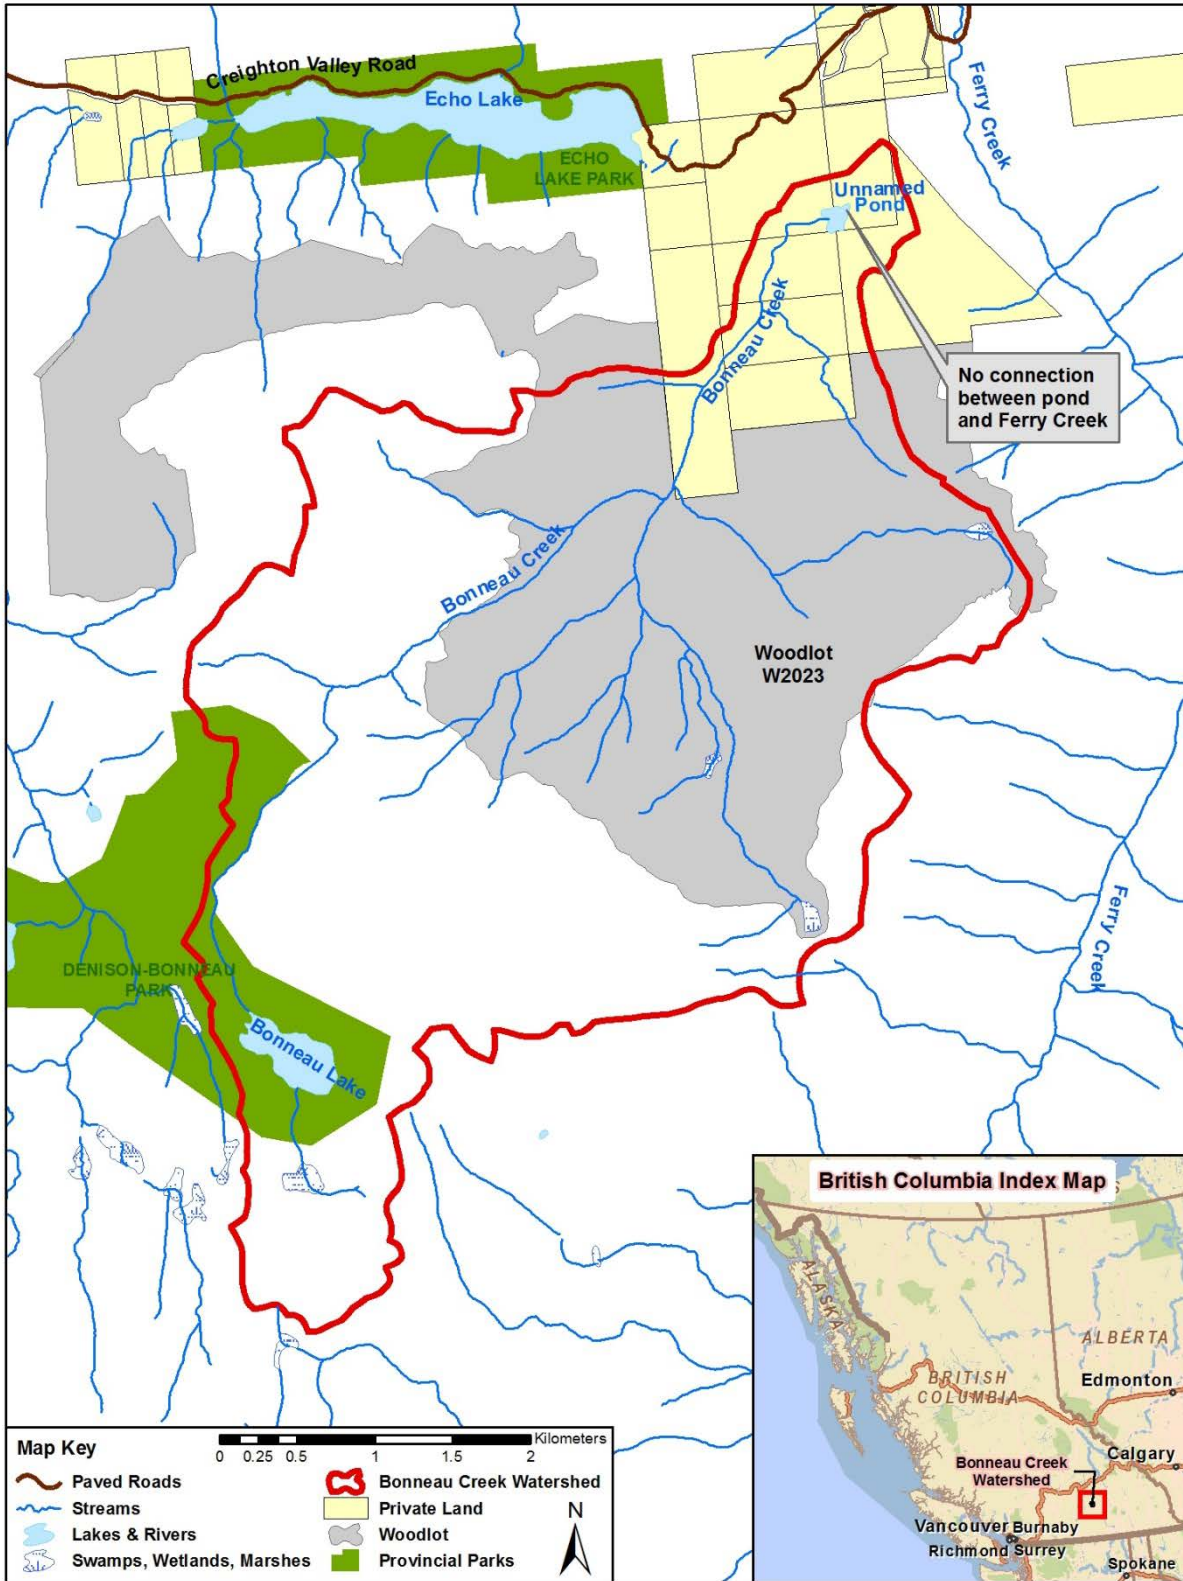 Creighton Valley Road
Echo Lake
ECHO
LAKE PARK
Ferry Creek
Unnamed
Pond
Bonneau Creek
No connection
between pond
and Ferry Creek
Bonneau Creek
Woodlot
W2023
Ferry Creek
DENISON-BONNEAU
PARK
Bonneau Lake
British Columbia Index Map
ALASKA
ALBERTA
BRITISH
COLUMBIA
Edmonton
Calgary
Bonneau Creek
Watershed
Vancouver
Burnaby
Richmond
Surrey
Spokane
Map Key
Kilometers
0 0.25 0.5 1 1.5 2
Paved Roads
Streams
Lakes & Rivers
Swamps, Wetlands, Marshes
Bonneau Creek Watershed
Private Land
Woodlot
Provincial Parks
N